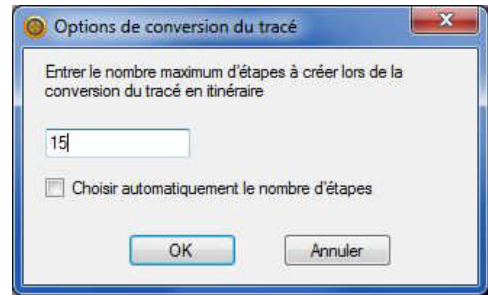 Options de conversion du tracé
Entrer le nombre maximum d'étapes à créer lors de la
conversion du tracé en itinéraire
15
Choisir automatiquement le nombre d'étapes
OK
Annuler